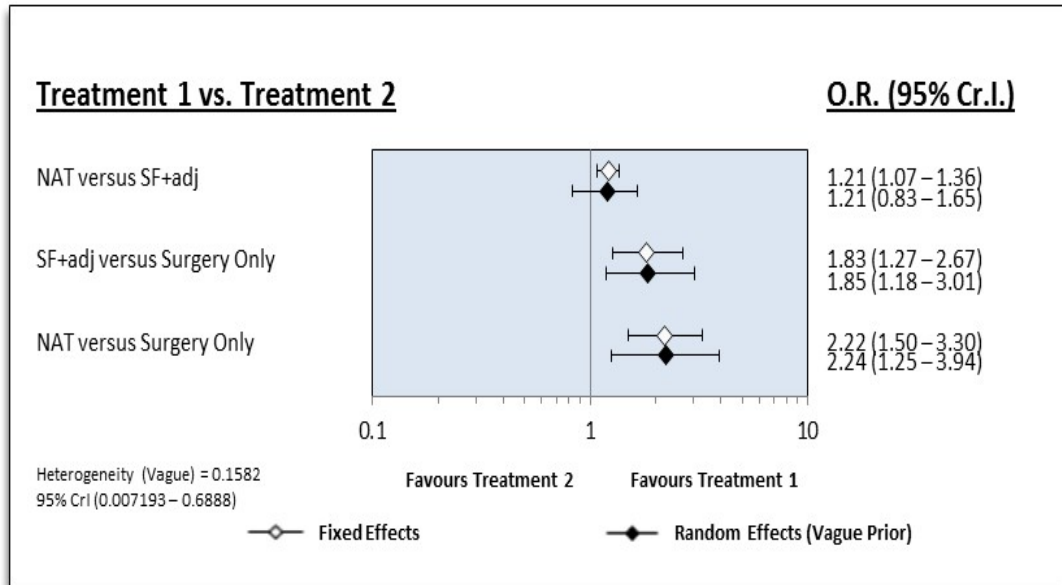 Treatment 1 vs. Treatment 2
O.R. (95% Cr.I.)
NAT versus SF+adj
1.21 (1.07 – 1.36)
1.21 (0.83 – 1.65)
SF+adj versus Surgery Only
1.83 (1.27 – 2.67)
1.85 (1.18 – 3.01)
NAT versus Surgery Only
2.22 (1.50 – 3.30)
2.24 (1.25 – 3.94)
0.1 1 10
Heterogeneity (Vague) = 0.1582
95% CrI (0.007193 – 0.6888)
Favours Treatment 2 Favours Treatment 1
Fixed Effects Random Effects (Vague Prior)